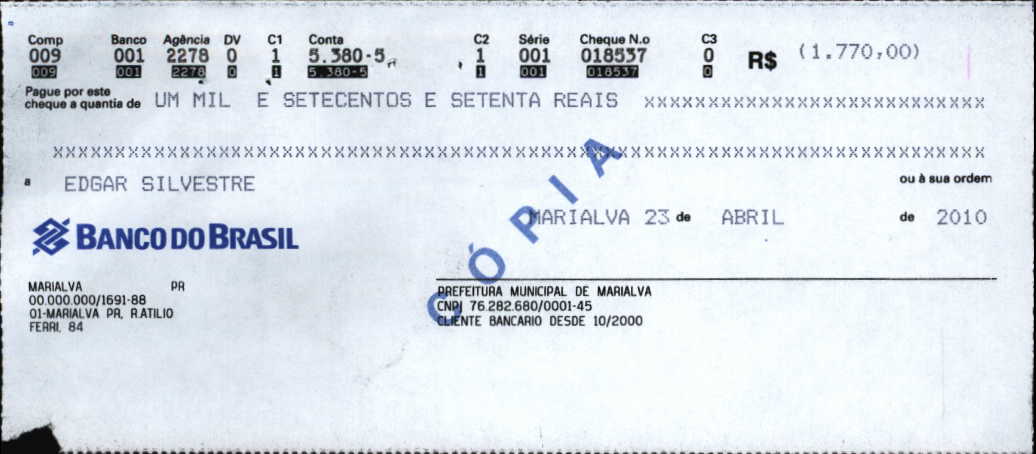 Comp Banco Agência DV C1 Conta C2 Série Cheque N.o C3
009 001 2278 0 1 5.380-5 1 001 018537 0 R$ (1.770,00)
009 001 2278 0 1 5.380-5 1 001 018537 0
Pague por este
cheque a quantia de UM MIL E SETECENTOS E SETENTA REAIS XXXXXXXXXXXXXXXXXXXXXXXXXXXX
XXXXXXXXXXXXXXXXXXXXXXXXXXXXXXXXXXXXXXXXXXXXXXXXXXXXXXXXXXXXXXXXXXXXXXXXXXX
a EDGAR SILVESTRE ou à sua ordem
MARIALVA 23 de ABRIL de 2010
BANCO DO BRASIL
CÓPIA
MARIALVA PR
00.000.000/1691-88
01-MARIALVA PR, R.ATILIO
FERRI, 84
PREFEITURA MUNICIPAL DE MARIALVA
CNPJ 76.282.680/0001-45
CLIENTE BANCARIO DESDE 10/2000